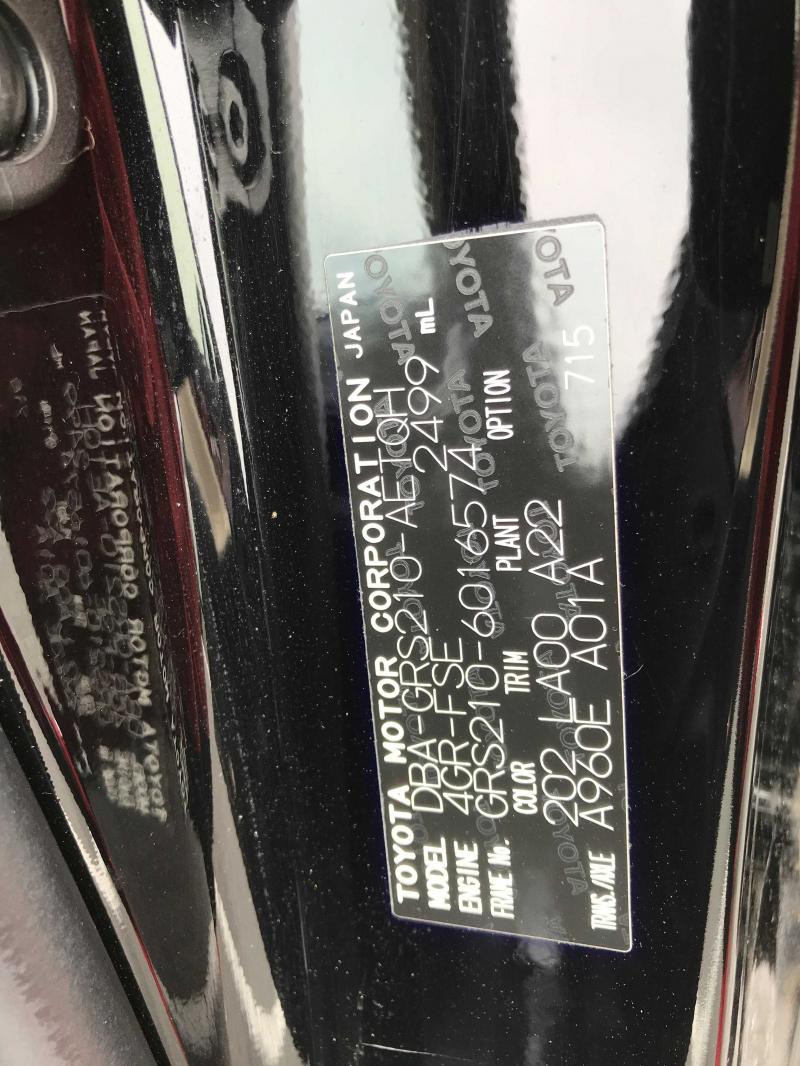 TOYOTA MOTOR CORPORATION JAPAN
MODEL DBA-GRS210-AETQH
ENGINE 4GR-FSE 2499 mL
FRAME No. GRS210-6016574
COLOR TRIM PLANT OPTION
202 LA00 A22 715
TRANS./AXLE A960E A01A